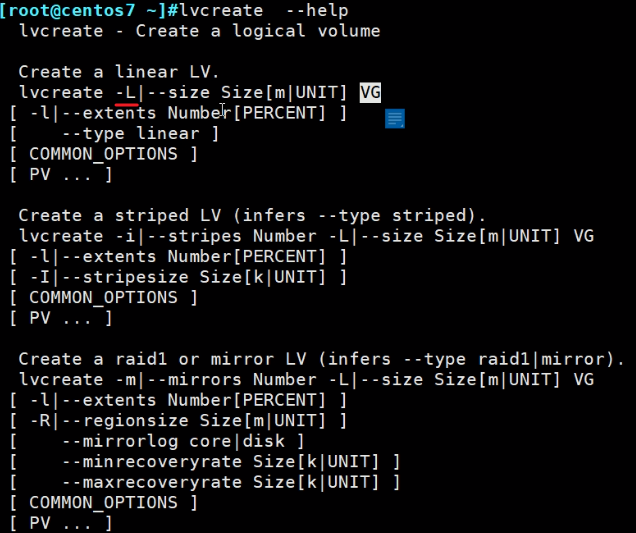 [root@centos7 ~]#lvcreate  --help
  lvcreate - Create a logical volume

  Create a linear LV.
  lvcreate -L|--size Size[m|UNIT] VG
 [ -l|--extents Number[PERCENT] ]
 [    --type linear ]
 [ COMMON_OPTIONS ]
 [ PV ... ]

  Create a striped LV (infers --type striped).
  lvcreate -i|--stripes Number -L|--size Size[m|UNIT] VG
 [ -l|--extents Number[PERCENT] ]
 [ -I|--stripesize Size[k|UNIT] ]
 [ COMMON_OPTIONS ]
 [ PV ... ]

  Create a raid1 or mirror LV (infers --type raid1|mirror).
  lvcreate -m|--mirrors Number -L|--size Size[m|UNIT] VG
 [ -l|--extents Number[PERCENT] ]
 [ -R|--regionsize Size[m|UNIT] ]
 [    --mirrorlog core|disk ]
 [    --minrecoveryrate Size[k|UNIT] ]
 [    --maxrecoveryrate Size[k|UNIT] ]
 [ COMMON_OPTIONS ]
 [ PV ... ]